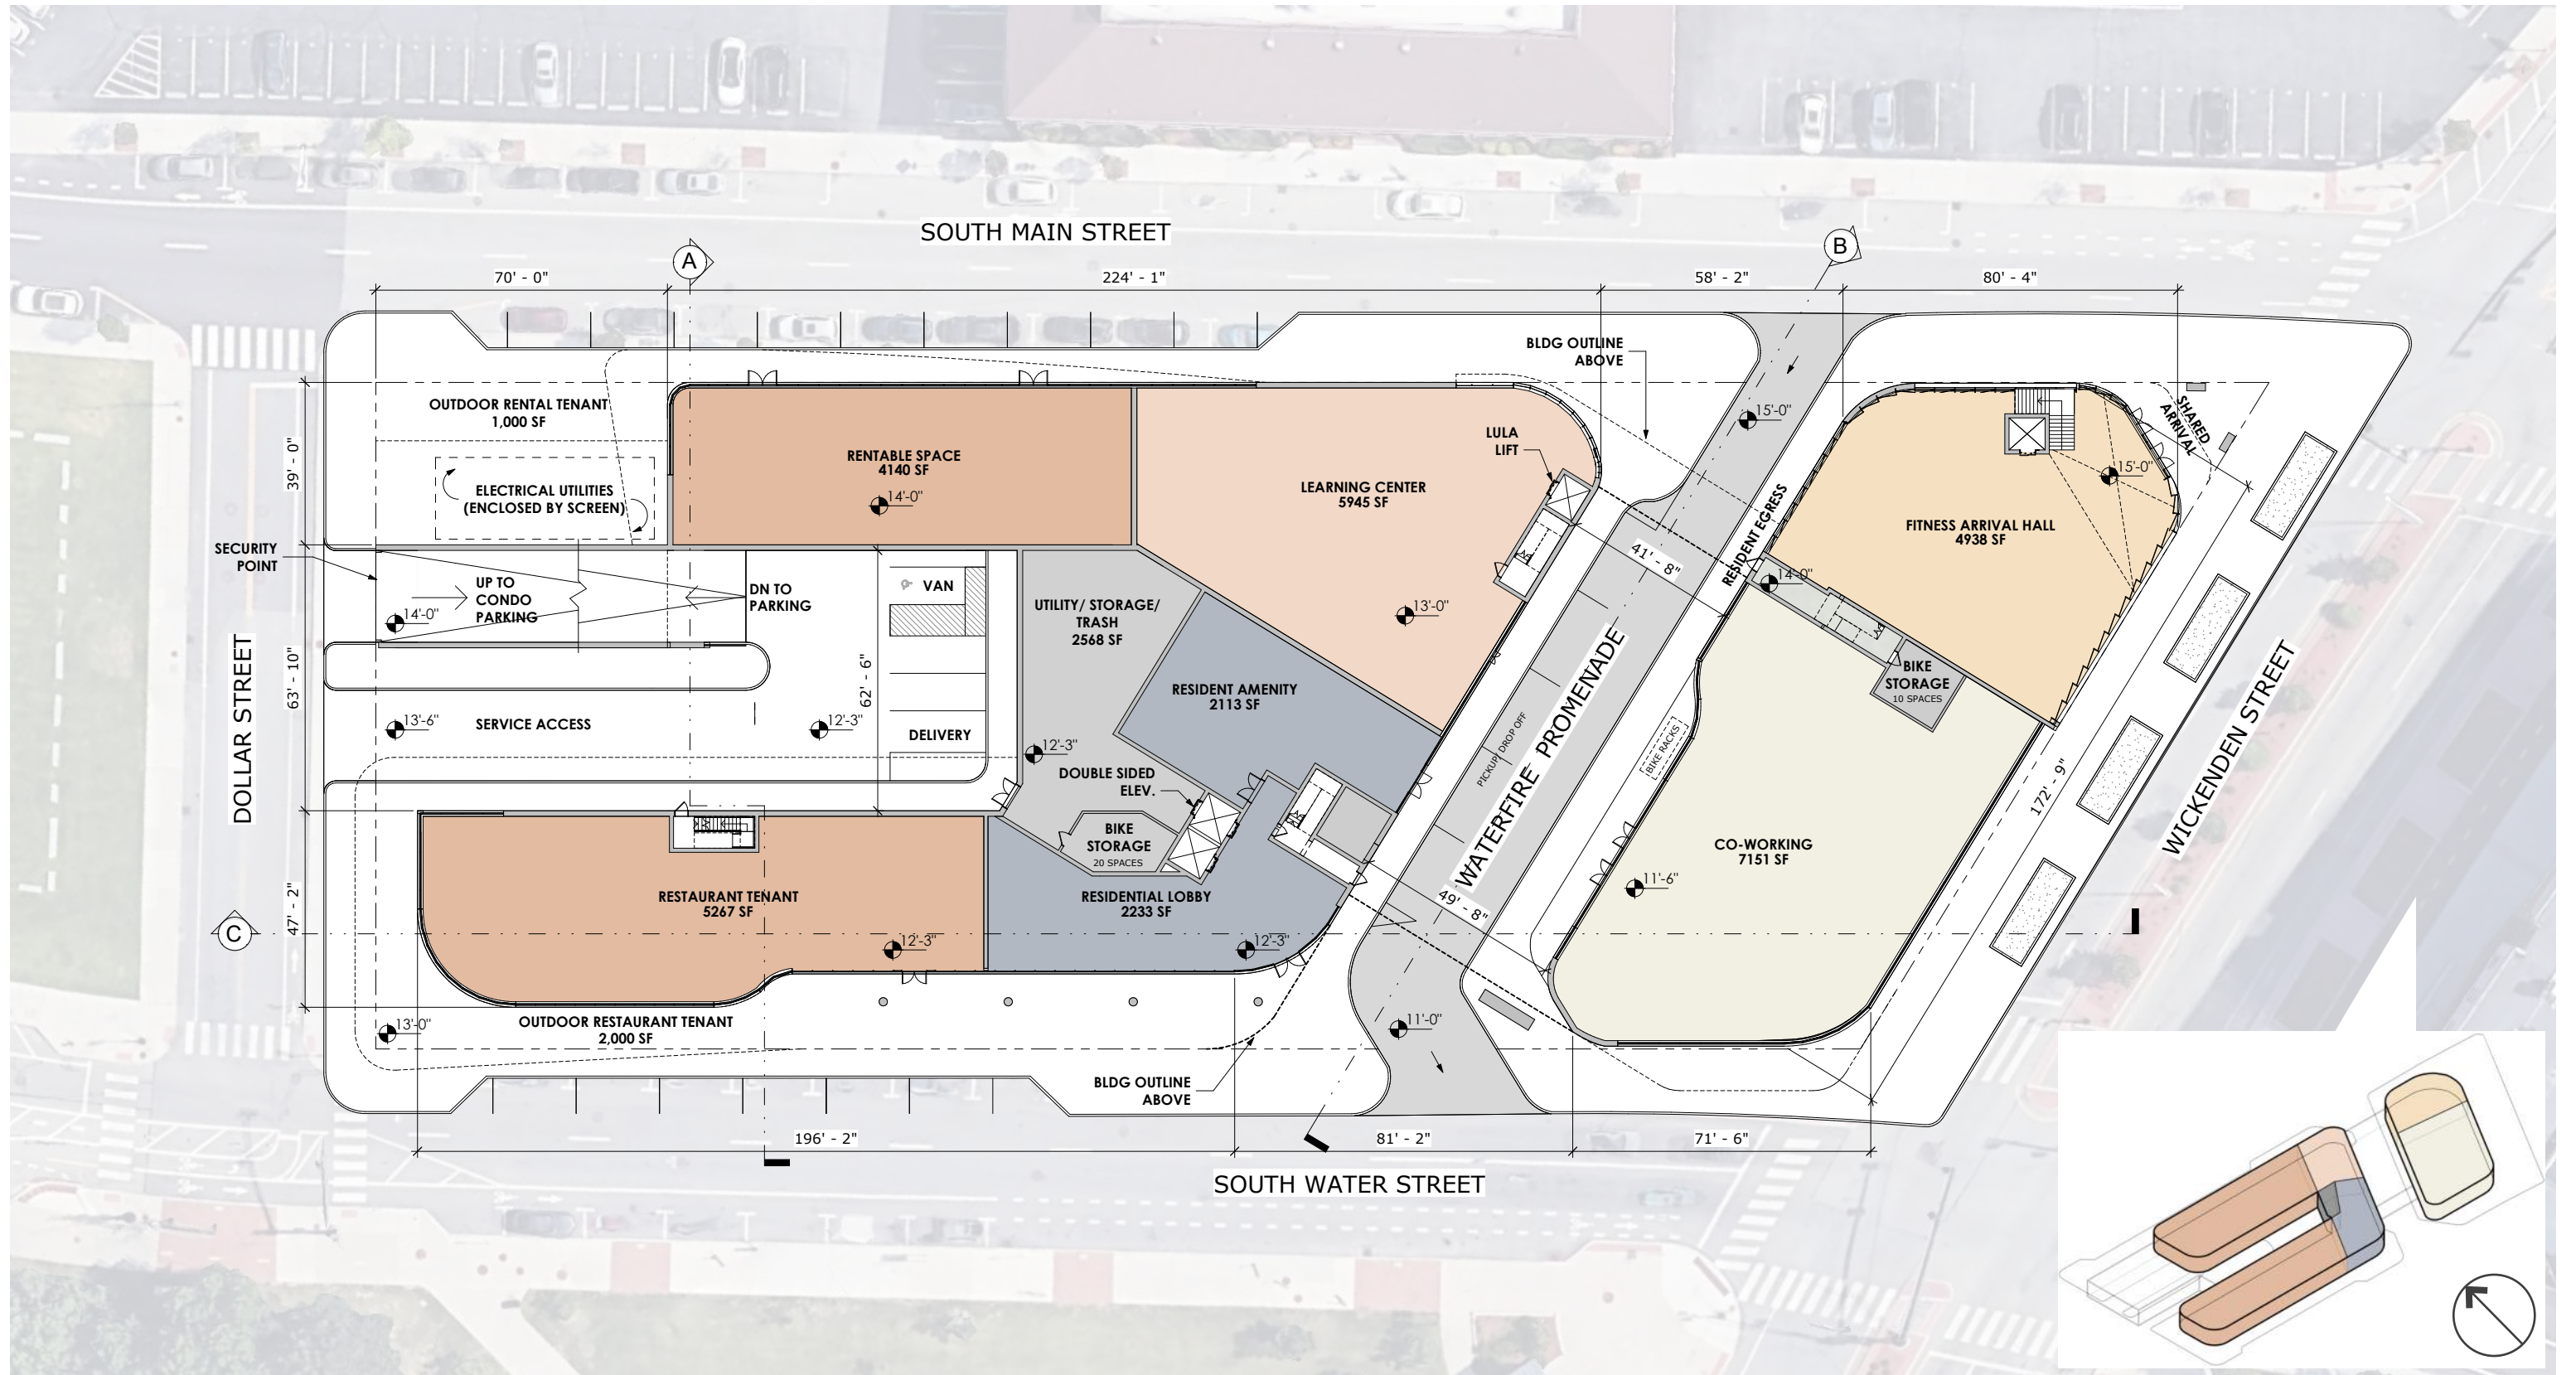 SOUTH MAIN STREET
A
B
70' - 0"
224' - 1"
58' - 2"
80' - 4"
BLDG OUTLINE
ABOVE
15'-0"
SHARED
ARRIVAL
OUTDOOR RENTAL TENANT
1,000 SF
39' - 0"
RENTABLE SPACE
4140 SF
14'-0"
LULA
LIFT
LEARNING CENTER
5945 SF
15'-0"
ELECTRICAL UTILITIES
(ENCLOSED BY SCREEN)
FITNESS ARRIVAL HALL
4938 SF
RESIDENT EGRESS
SECURITY
POINT
41' - 8"
14'-0"
UP TO
CONDO
PARKING
DN TO
PARKING
VAN
14'-0"
UTILITY/ STORAGE/
TRASH
2568 SF
13'-0"
63' - 10"
62' - 6"
RESIDENT AMENITY
2113 SF
BIKE
STORAGE
10 SPACES
DOLLAR STREET
13'-6"
SERVICE ACCESS
12'-3"
DELIVERY
12'-3"
PICKUP/ DROP OFF
WATERFIRE PROMENADE
BIKE RACKS
WICKENDEN STREET
172' - 9"
DOUBLE SIDED
ELEV.
BIKE
STORAGE
20 SPACES
CO-WORKING
7151 SF
11'-6"
47' - 2"
RESTAURANT TENANT
5267 SF
RESIDENTIAL LOBBY
2233 SF
49' - 8"
C
12'-3"
12'-3"
13'-0"
OUTDOOR RESTAURANT TENANT
2,000 SF
11'-0"
BLDG OUTLINE
ABOVE
196' - 2"
81' - 2"
71' - 6"
SOUTH WATER STREET